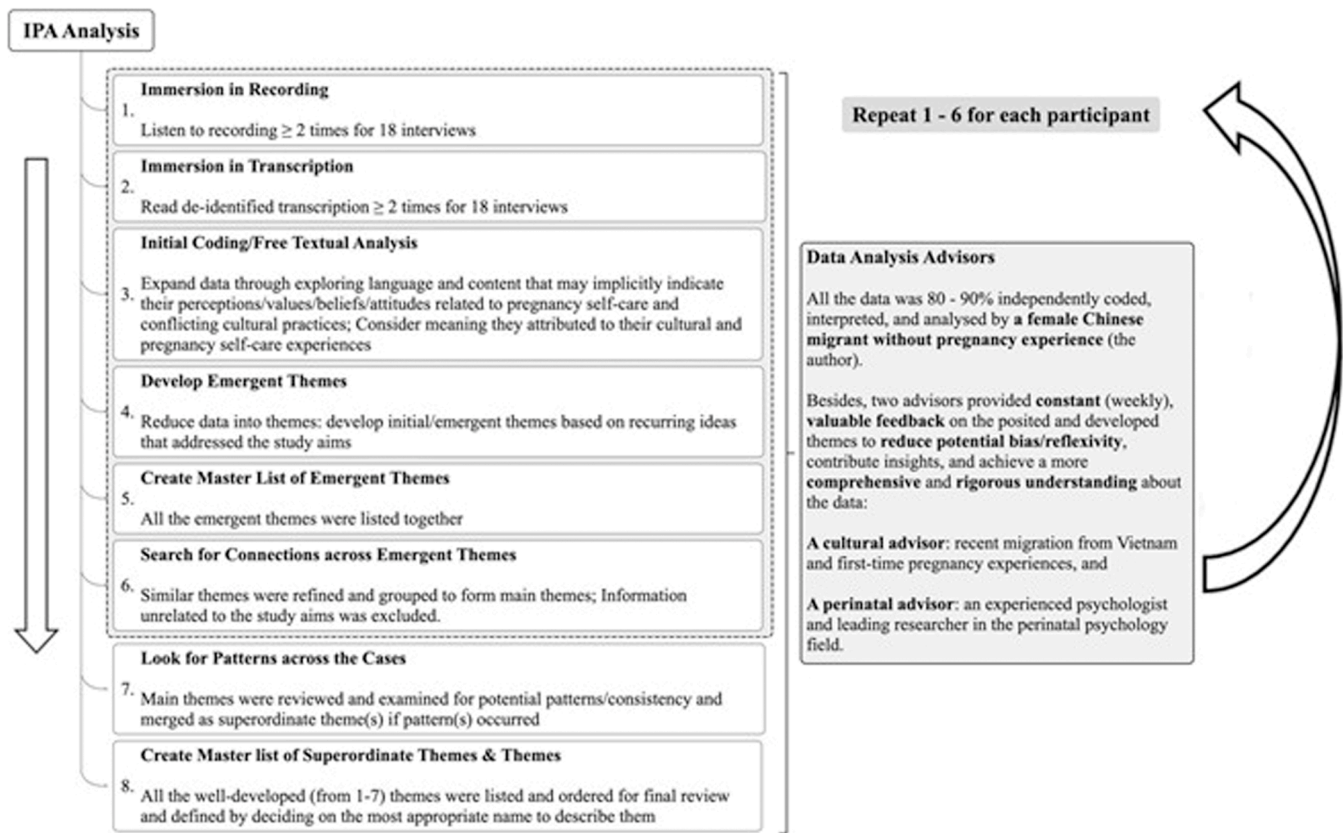 IPA Analysis
Immersion in Recording
1.
Listen to recording ≥ 2 times for 18 interviews
Immersion in Transcription
2.
Read de-identified transcription ≥ 2 times for 18 interviews
Initial Coding/Free Textual Analysis
3.
Expand data through exploring language and content that may implicitly indicate
their perceptions/values/beliefs/attitudes related to pregnancy self-care and
conflicting cultural practices; Consider meaning they attributed to their cultural and
pregnancy self-care experiences
Develop Emergent Themes
4.
Reduce data into themes: develop initial/emergent themes based on recurring ideas
that addressed the study aims
Create Master List of Emergent Themes
5.
All the emergent themes were listed together
Search for Connections across Emergent Themes
6.
Similar themes were refined and grouped to form main themes; Information
unrelated to the study aims was excluded.
Look for Patterns across the Cases
7.
Main themes were reviewed and examined for potential patterns/consistency and
merged as superordinate theme(s) if pattern(s) occurred
Create Master list of Superordinate Themes & Themes
8.
All the well-developed (from 1-7) themes were listed and ordered for final review
and defined by deciding on the most appropriate name to describe them
Repeat 1 - 6 for each participant
Data Analysis Advisors
All the data was 80 - 90% independently coded,
interpreted, and analysed by a female Chinese
migrant without pregnancy experience (the
author).
Besides, two advisors provided constant (weekly),
valuable feedback on the posited and developed
themes to reduce potential bias/reflexivity,
contribute insights, and achieve a more
comprehensive and rigorous understanding about
the data:
A cultural advisor: recent migration from Vietnam
and first-time pregnancy experiences, and
A perinatal advisor: an experienced psychologist
and leading researcher in the perinatal psychology
field.